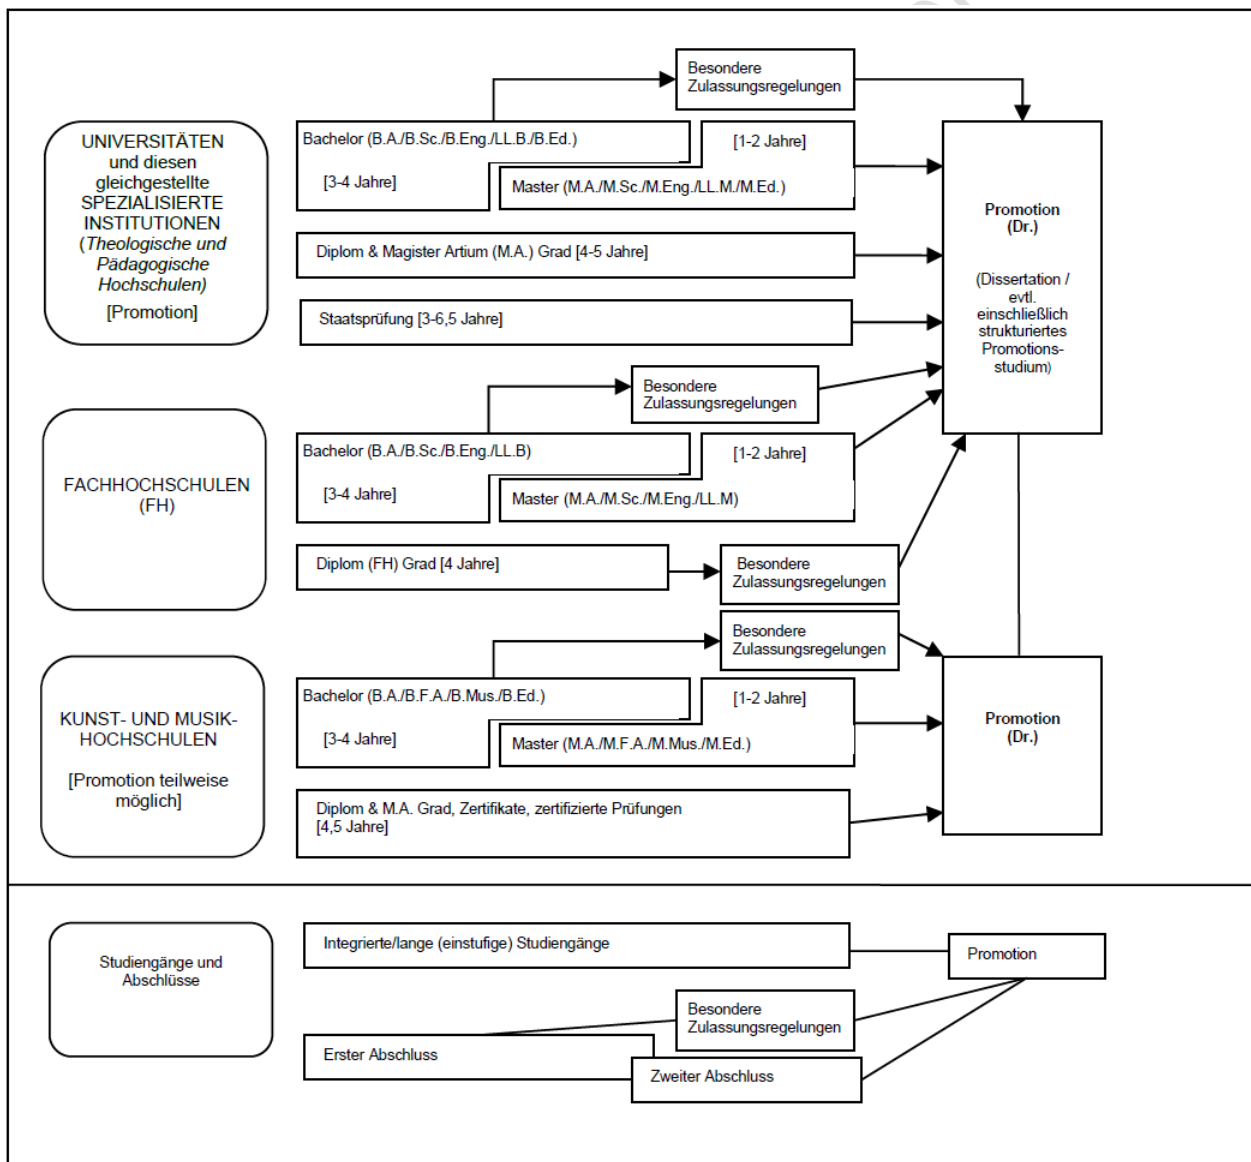 Besondere
Zulassungsregelungen
UNIVERSITÄTEN
und diesen
gleichgestellte
SPEZIALISIERTE
INSTITUTIONEN
(Theologische und
Pädagogische
Hochschulen)
[Promotion]
Bachelor (B.A./B.Sc./B.Eng./LL.B./B.Ed.)
[3-4 Jahre]
[1-2 Jahre]
Master (M.A./M.Sc./M.Eng./LL.M./M.Ed.)
Diplom & Magister Artium (M.A.) Grad [4-5 Jahre]
Staatsprüfung [3-6,5 Jahre]
Promotion
(Dr.)
(Dissertation /
evtl.
einschließlich
strukturiertes
Promotions-
studium)
Besondere
Zulassungsregelungen
FACHHOCHSCHULEN
(FH)
Bachelor (B.A./B.Sc./B.Eng./LL.B)
[3-4 Jahre]
[1-2 Jahre]
Master (M.A./M.Sc./M.Eng./LL.M)
Diplom (FH) Grad [4 Jahre]
Besondere
Zulassungsregelungen
Besondere
Zulassungsregelungen
KUNST- UND MUSIK-
HOCHSCHULEN
[Promotion teilweise
möglich]
Bachelor (B.A./B.F.A./B.Mus./B.Ed.)
[3-4 Jahre]
[1-2 Jahre]
Master (M.A./M.F.A./M.Mus./M.Ed.)
Diplom & M.A. Grad, Zertifikate, zertifizierte Prüfungen
[4,5 Jahre]
Promotion
(Dr.)
Studiengänge und
Abschlüsse
Integrierte/lange (einstufige) Studiengänge
Promotion
Besondere
Zulassungsregelungen
Erster Abschluss
Zweiter Abschluss